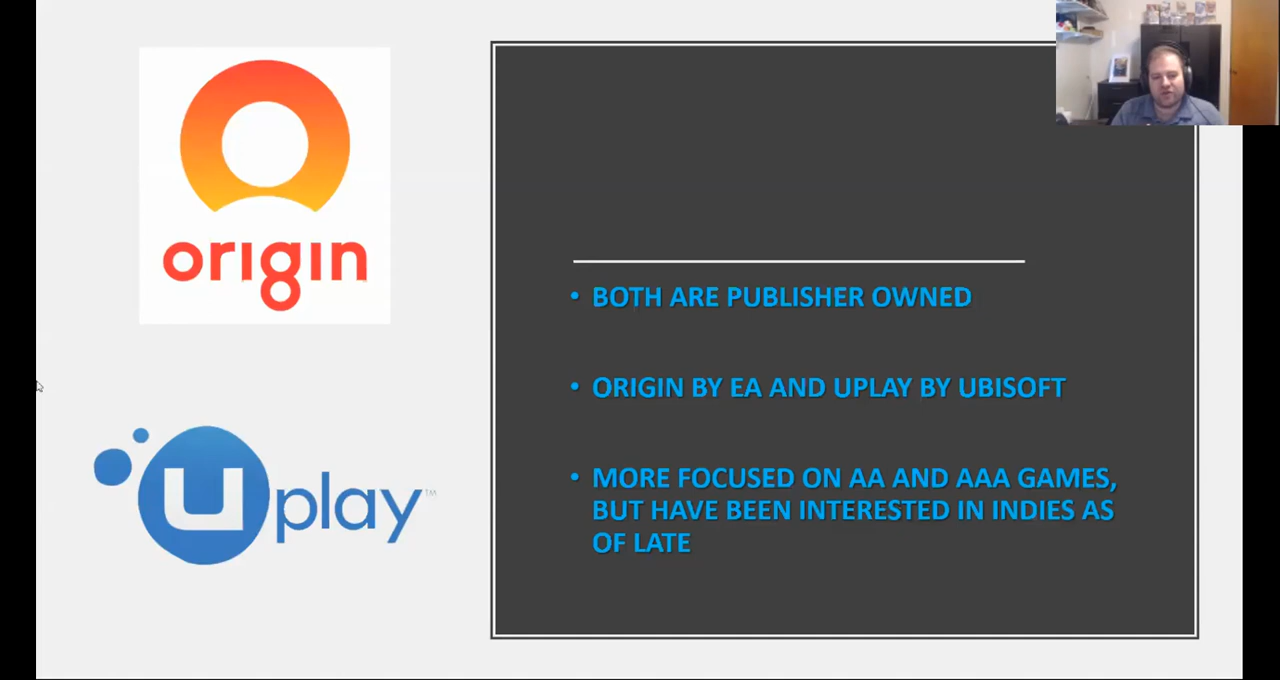 origin
Uplay™
• BOTH ARE PUBLISHER OWNED
• ORIGIN BY EA AND UPLAY BY UBISOFT
• MORE FOCUSED ON AA AND AAA GAMES,
BUT HAVE BEEN INTERESTED IN INDIES AS
OF LATE